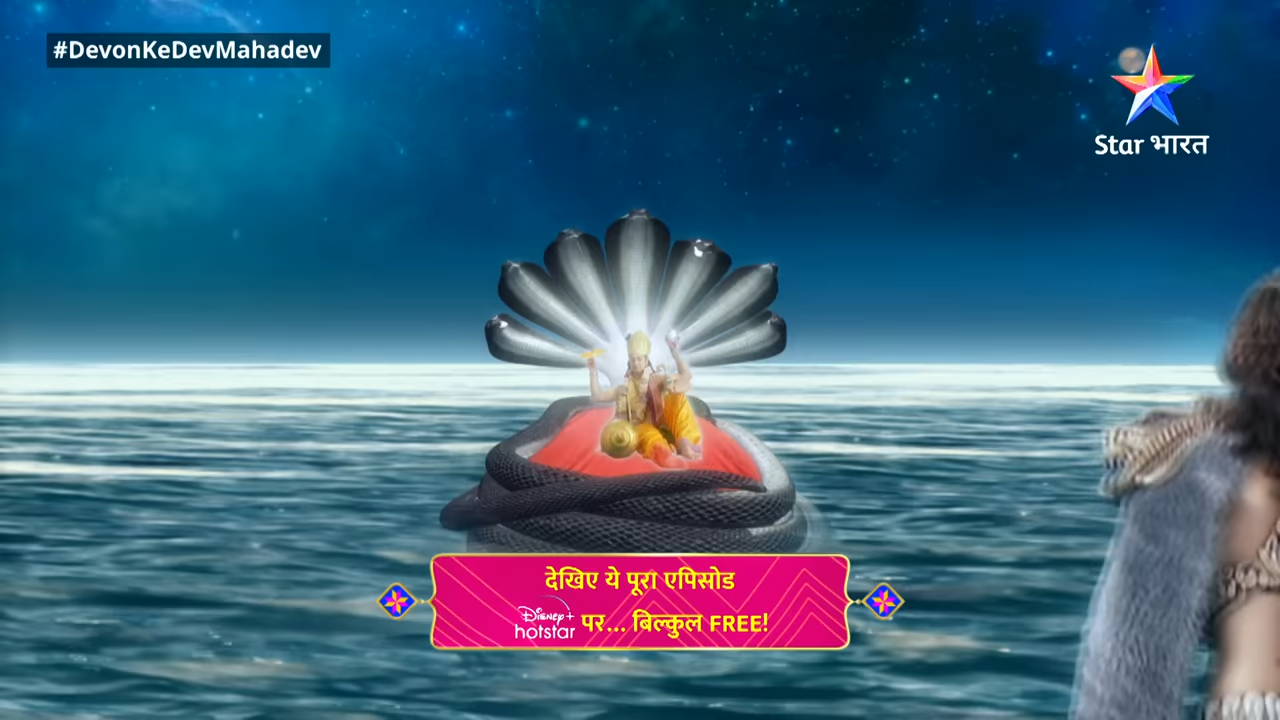 #DevonKeDevMahadev
Star भारत
देखिए ये पूरा एपिसोड
Disney+ hotstar पर... बिल्कुल FREE!